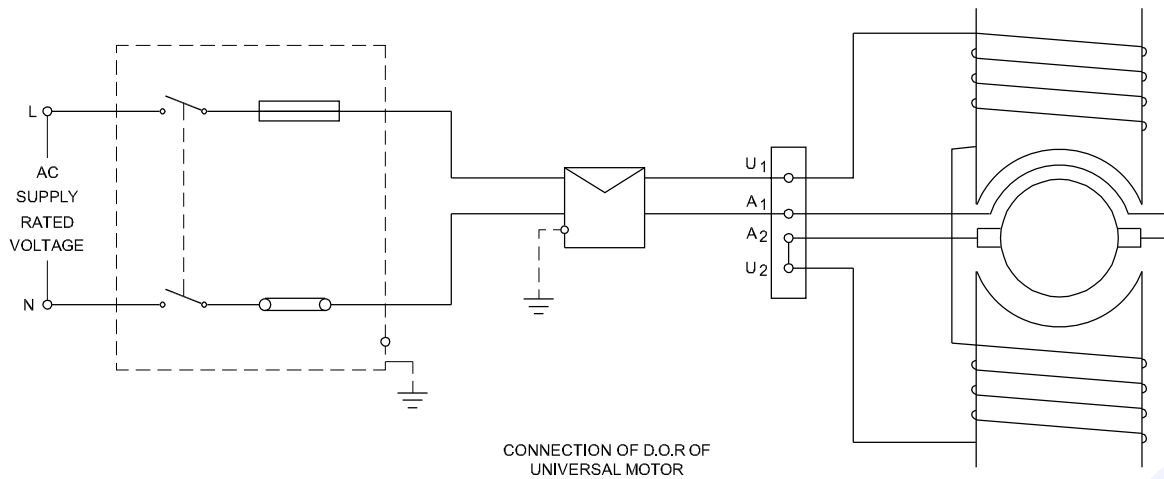 L
AC
SUPPLY
RATED
VOLTAGE
N
U1
A1
A2
U2
CONNECTION OF D.O.R OF
UNIVERSAL MOTOR